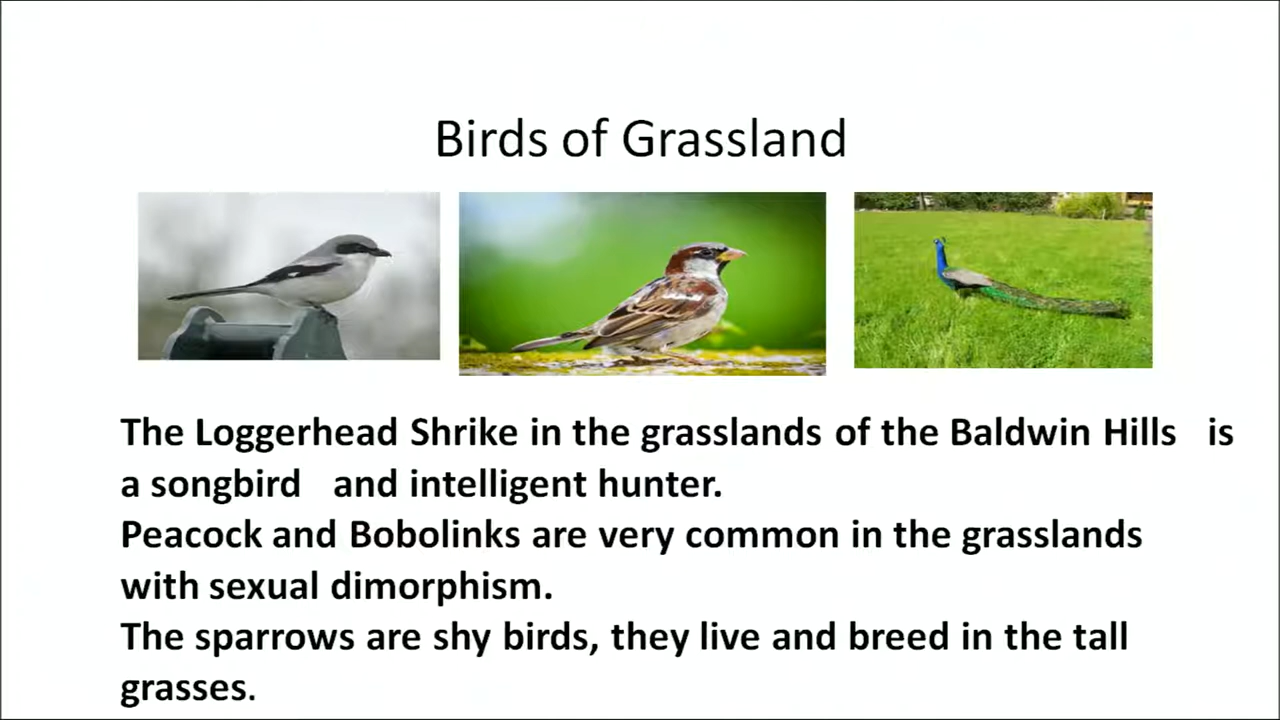 Birds of Grassland
The Loggerhead Shrike in the grasslands of the Baldwin Hills is
a songbird and intelligent hunter.
Peacock and Bobolinks are very common in the grasslands
with sexual dimorphism.
The sparrows are shy birds, they live and breed in the tall
grasses.